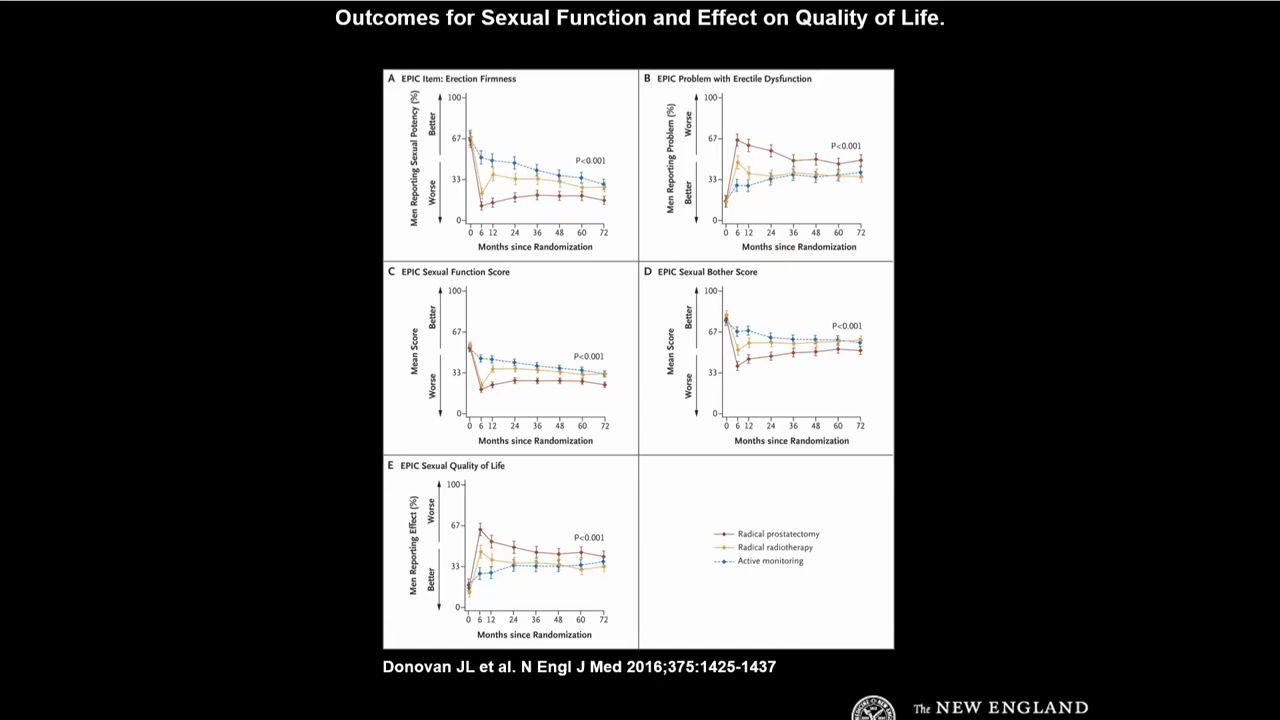 Outcomes for Sexual Function and Effect on Quality of Life.
A EPIC Item: Erection Firmness
Men Reporting Sexual Potency (%)
Better
Worse
100
67
33
0
P<0.001
0 6 12 24 36 48 60 72
Months since Randomization
B EPIC Problem with Erectile Dysfunction
Men Reporting Problem (%)
Worse
Better
100
67
33
0
P<0.001
0 6 12 24 36 48 60 72
Months since Randomization
C EPIC Sexual Function Score
Mean Score
Better
Worse
100
67
33
0
P<0.001
0 6 12 24 36 48 60 72
Months since Randomization
D EPIC Sexual Bother Score
Mean Score
Better
Worse
100
67
33
0
P<0.001
0 6 12 24 36 48 60 72
Months since Randomization
E EPIC Sexual Quality of Life
Men Reporting Effect (%)
Worse
Better
100
67
33
0
P<0.001
0 6 12 24 36 48 60 72
Months since Randomization
Radical prostatectomy
Radical radiotherapy
Active monitoring
Donovan JL et al. N Engl J Med 2016;375:1425-1437
The NEW ENGLAND